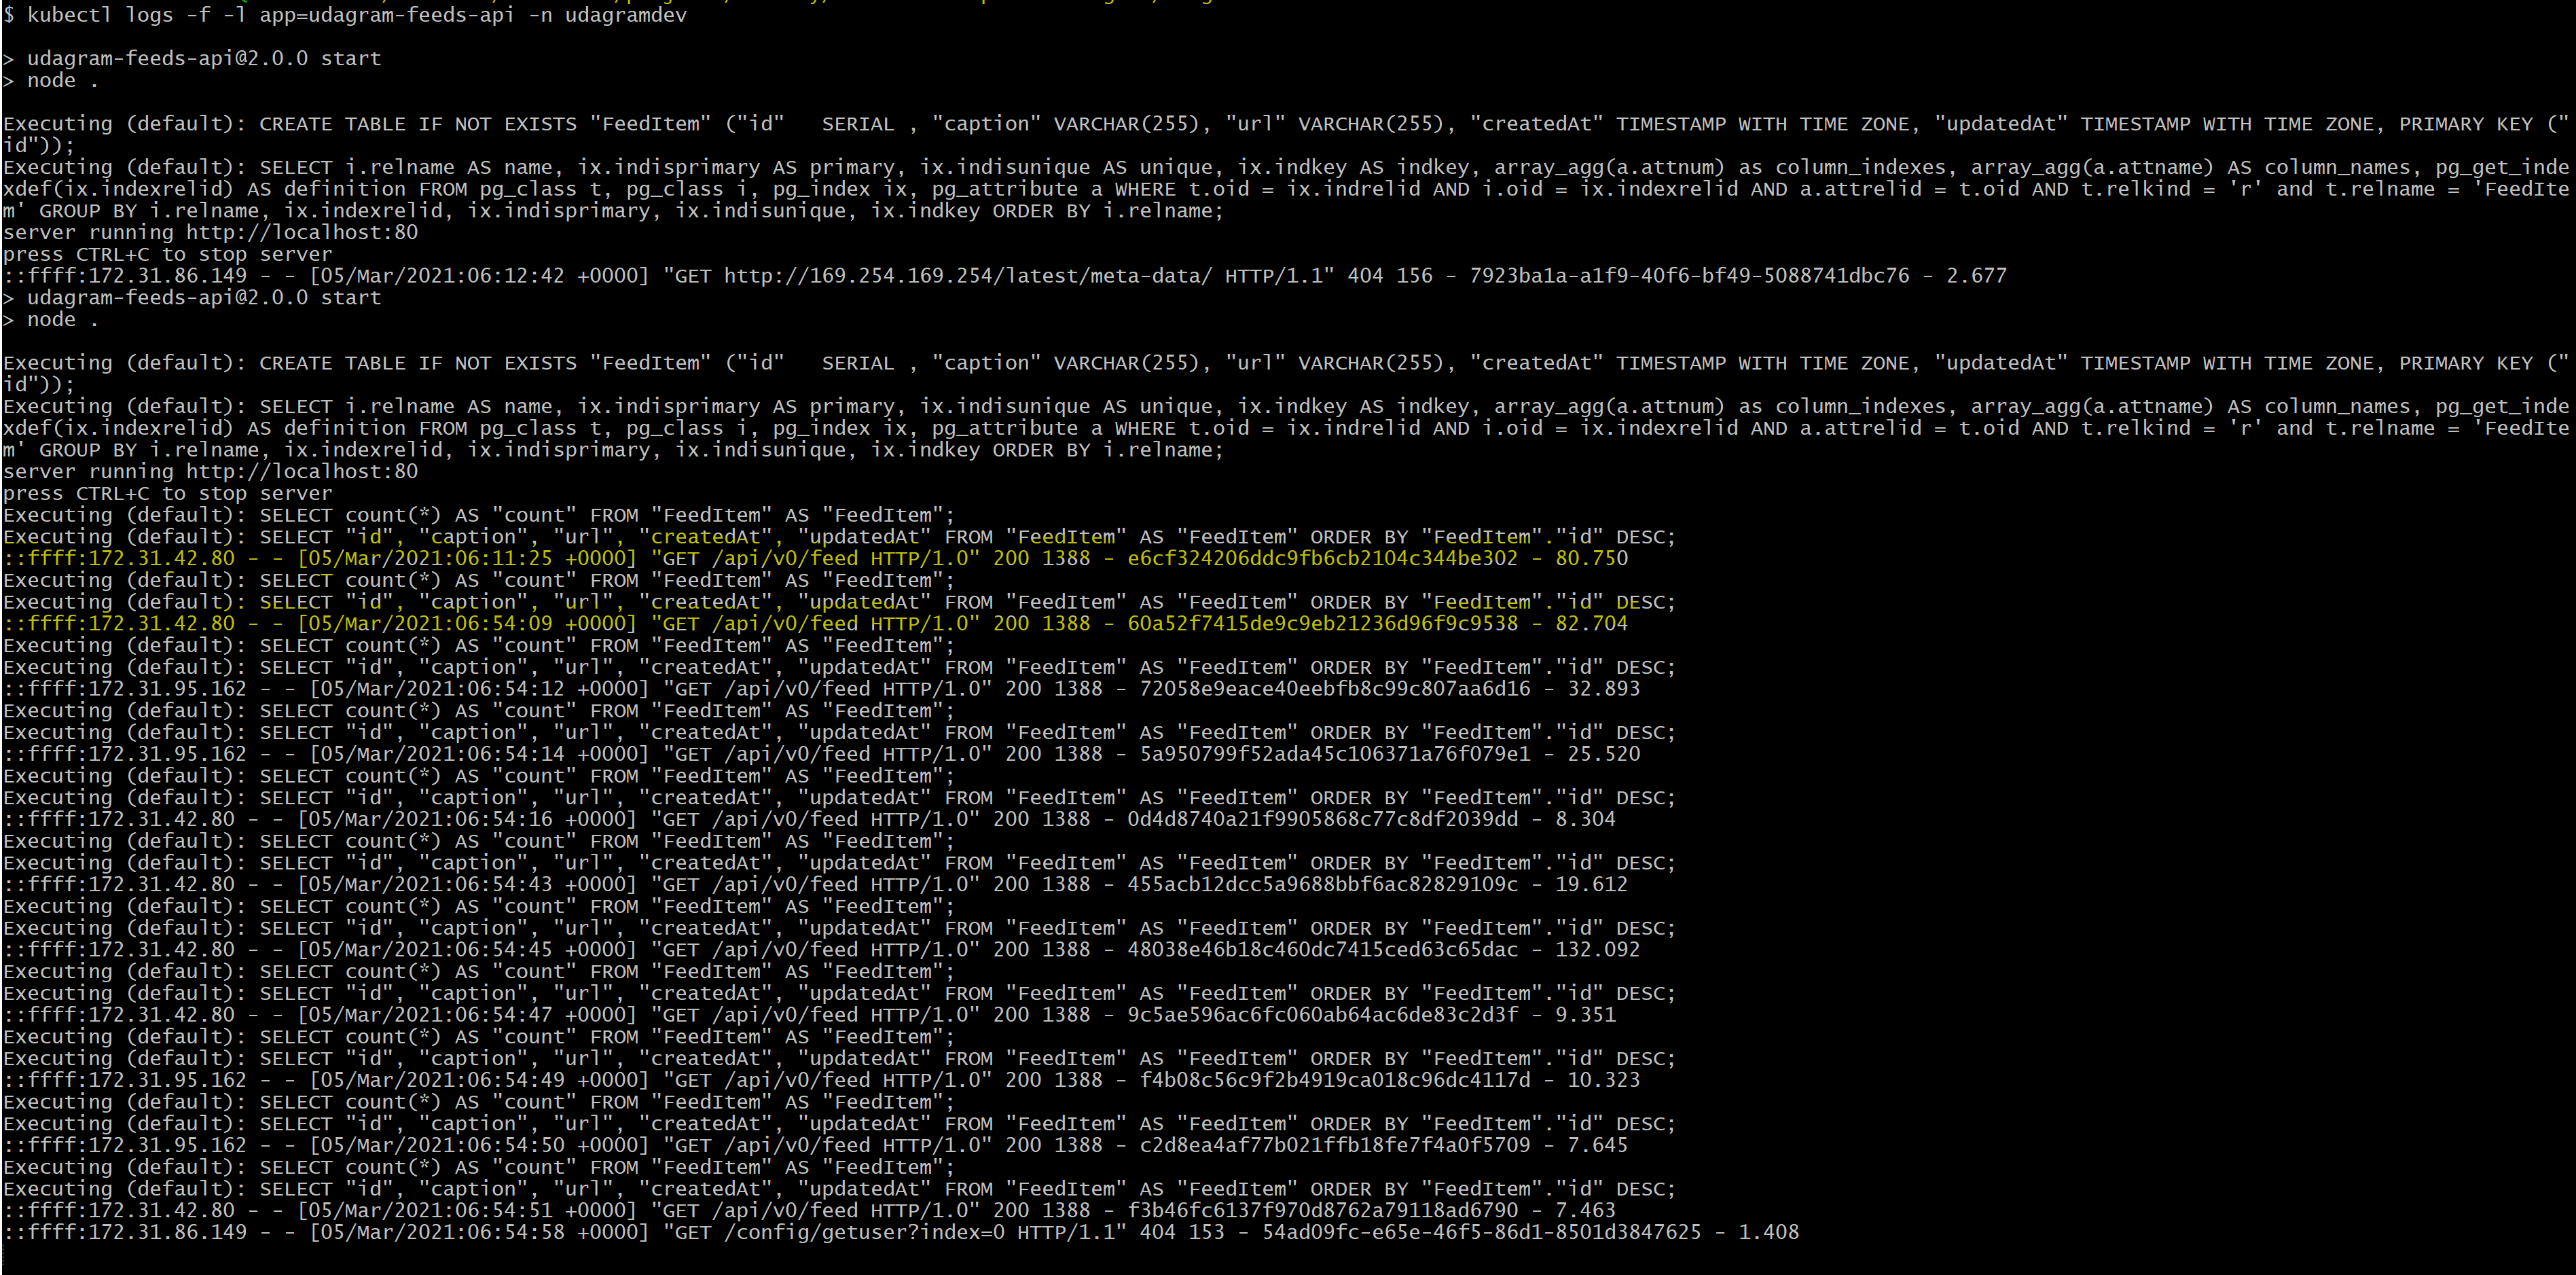 $ kubectl logs -f -l app=udagram-feeds-api -n udagramdev
> udagram-feeds-api@2.0.0 start
> node .
Executing (default): CREATE TABLE IF NOT EXISTS "FeedItem" ("id"   SERIAL , "caption" VARCHAR(255), "url" VARCHAR(255), "createdAt" TIMESTAMP WITH TIME ZONE, "updatedAt" TIMESTAMP WITH TIME ZONE, PRIMARY KEY ("
id"));
Executing (default): SELECT i.relname AS name, ix.indisprimary AS primary, ix.indisunique AS unique, ix.indkey AS indkey, array_agg(a.attnum) as column_indexes, array_agg(a.attname) AS column_names, pg_get_inde
xdef(ix.indexrelid) AS definition FROM pg_class t, pg_class i, pg_index ix, pg_attribute a WHERE t.oid = ix.indrelid AND i.oid = ix.indexrelid AND a.attrelid = t.oid AND t.relkind = 'r' and t.relname = 'FeedIte
m' GROUP BY i.relname, ix.indexrelid, ix.indisprimary, ix.indisunique, ix.indkey ORDER BY i.relname;
server running http://localhost:80
press CTRL+C to stop server
::ffff:172.31.86.149 - - [05/Mar/2021:06:12:42 +0000] "GET http://169.254.169.254/latest/meta-data/ HTTP/1.1" 404 156 - 7923ba1a-a1f9-40f6-bf49-5088741dbc76 - 2.677
> udagram-feeds-api@2.0.0 start
> node .
Executing (default): CREATE TABLE IF NOT EXISTS "FeedItem" ("id"   SERIAL , "caption" VARCHAR(255), "url" VARCHAR(255), "createdAt" TIMESTAMP WITH TIME ZONE, "updatedAt" TIMESTAMP WITH TIME ZONE, PRIMARY KEY ("
id"));
Executing (default): SELECT i.relname AS name, ix.indisprimary AS primary, ix.indisunique AS unique, ix.indkey AS indkey, array_agg(a.attnum) as column_indexes, array_agg(a.attname) AS column_names, pg_get_inde
xdef(ix.indexrelid) AS definition FROM pg_class t, pg_class i, pg_index ix, pg_attribute a WHERE t.oid = ix.indrelid AND i.oid = ix.indexrelid AND a.attrelid = t.oid AND t.relkind = 'r' and t.relname = 'FeedIte
m' GROUP BY i.relname, ix.indexrelid, ix.indisprimary, ix.indisunique, ix.indkey ORDER BY i.relname;
server running http://localhost:80
press CTRL+C to stop server
Executing (default): SELECT count(*) AS "count" FROM "FeedItem" AS "FeedItem";
Executing (default): SELECT "id", "caption", "url", "createdAt", "updatedAt" FROM "FeedItem" AS "FeedItem" ORDER BY "FeedItem"."id" DESC;
::ffff:172.31.42.80 - - [05/Mar/2021:06:11:25 +0000] "GET /api/v0/feed HTTP/1.0" 200 1388 - e6cf324206ddc9fb6cb2104c344be302 - 80.750
Executing (default): SELECT count(*) AS "count" FROM "FeedItem" AS "FeedItem";
Executing (default): SELECT "id", "caption", "url", "createdAt", "updatedAt" FROM "FeedItem" AS "FeedItem" ORDER BY "FeedItem"."id" DESC;
::ffff:172.31.42.80 - - [05/Mar/2021:06:54:09 +0000] "GET /api/v0/feed HTTP/1.0" 200 1388 - 60a52f7415de9c9eb21236d96f9c9538 - 82.704
Executing (default): SELECT count(*) AS "count" FROM "FeedItem" AS "FeedItem";
Executing (default): SELECT "id", "caption", "url", "createdAt", "updatedAt" FROM "FeedItem" AS "FeedItem" ORDER BY "FeedItem"."id" DESC;
::ffff:172.31.95.162 - - [05/Mar/2021:06:54:12 +0000] "GET /api/v0/feed HTTP/1.0" 200 1388 - 72058e9eace40eebfb8c99c807aa6d16 - 32.893
Executing (default): SELECT count(*) AS "count" FROM "FeedItem" AS "FeedItem";
Executing (default): SELECT "id", "caption", "url", "createdAt", "updatedAt" FROM "FeedItem" AS "FeedItem" ORDER BY "FeedItem"."id" DESC;
::ffff:172.31.95.162 - - [05/Mar/2021:06:54:14 +0000] "GET /api/v0/feed HTTP/1.0" 200 1388 - 5a950799f52ada45c106371a76f079e1 - 25.520
Executing (default): SELECT count(*) AS "count" FROM "FeedItem" AS "FeedItem";
Executing (default): SELECT "id", "caption", "url", "createdAt", "updatedAt" FROM "FeedItem" AS "FeedItem" ORDER BY "FeedItem"."id" DESC;
::ffff:172.31.42.80 - - [05/Mar/2021:06:54:16 +0000] "GET /api/v0/feed HTTP/1.0" 200 1388 - 0d4d8740a21f9905868c77c8df2039dd - 8.304
Executing (default): SELECT count(*) AS "count" FROM "FeedItem" AS "FeedItem";
Executing (default): SELECT "id", "caption", "url", "createdAt", "updatedAt" FROM "FeedItem" AS "FeedItem" ORDER BY "FeedItem"."id" DESC;
::ffff:172.31.42.80 - - [05/Mar/2021:06:54:43 +0000] "GET /api/v0/feed HTTP/1.0" 200 1388 - 455acb12dcc5a9688bbf6ac82829109c - 19.612
Executing (default): SELECT count(*) AS "count" FROM "FeedItem" AS "FeedItem";
Executing (default): SELECT "id", "caption", "url", "createdAt", "updatedAt" FROM "FeedItem" AS "FeedItem" ORDER BY "FeedItem"."id" DESC;
::ffff:172.31.42.80 - - [05/Mar/2021:06:54:45 +0000] "GET /api/v0/feed HTTP/1.0" 200 1388 - 48038e46b18c460dc7415ced63c65dac - 132.092
Executing (default): SELECT count(*) AS "count" FROM "FeedItem" AS "FeedItem";
Executing (default): SELECT "id", "caption", "url", "createdAt", "updatedAt" FROM "FeedItem" AS "FeedItem" ORDER BY "FeedItem"."id" DESC;
::ffff:172.31.42.80 - - [05/Mar/2021:06:54:47 +0000] "GET /api/v0/feed HTTP/1.0" 200 1388 - 9c5ae596ac6fc060ab64ac6de83c2d3f - 9.351
Executing (default): SELECT count(*) AS "count" FROM "FeedItem" AS "FeedItem";
Executing (default): SELECT "id", "caption", "url", "createdAt", "updatedAt" FROM "FeedItem" AS "FeedItem" ORDER BY "FeedItem"."id" DESC;
::ffff:172.31.95.162 - - [05/Mar/2021:06:54:49 +0000] "GET /api/v0/feed HTTP/1.0" 200 1388 - f4b08c56c9f2b4919ca018c96dc4117d - 10.323
Executing (default): SELECT count(*) AS "count" FROM "FeedItem" AS "FeedItem";
Executing (default): SELECT "id", "caption", "url", "createdAt", "updatedAt" FROM "FeedItem" AS "FeedItem" ORDER BY "FeedItem"."id" DESC;
::ffff:172.31.95.162 - - [05/Mar/2021:06:54:50 +0000] "GET /api/v0/feed HTTP/1.0" 200 1388 - c2d8ea4af77b021ffb18fe7f4a0f5709 - 7.645
Executing (default): SELECT count(*) AS "count" FROM "FeedItem" AS "FeedItem";
Executing (default): SELECT "id", "caption", "url", "createdAt", "updatedAt" FROM "FeedItem" AS "FeedItem" ORDER BY "FeedItem"."id" DESC;
::ffff:172.31.42.80 - - [05/Mar/2021:06:54:51 +0000] "GET /api/v0/feed HTTP/1.0" 200 1388 - f3b46fc6137f970d8762a79118ad6790 - 7.463
::ffff:172.31.86.149 - - [05/Mar/2021:06:54:58 +0000] "GET /config/getuser?index=0 HTTP/1.1" 404 153 - 54ad09fc-e65e-46f5-86d1-8501d3847625 - 1.408